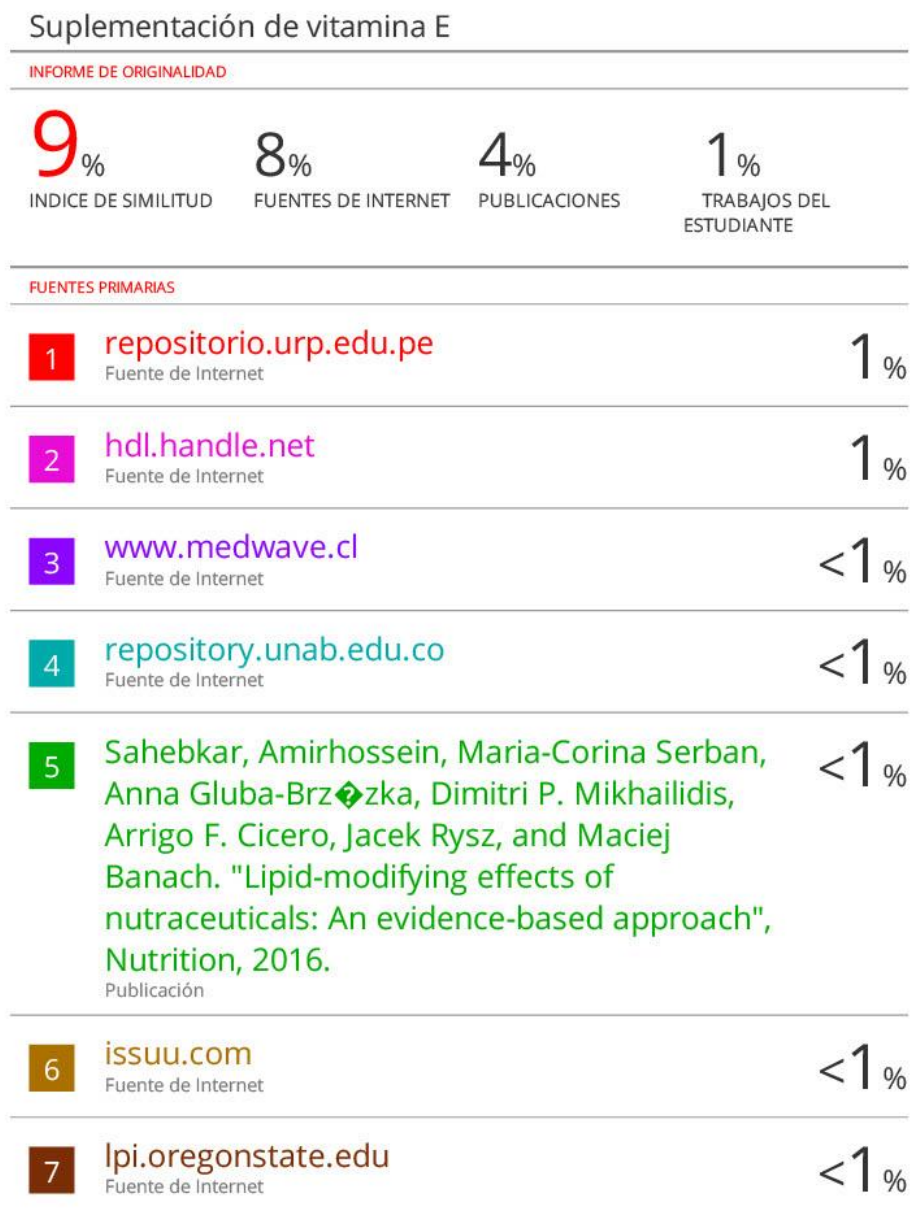 Suplementación de vitamina E
INFORME DE ORIGINALIDAD
9%
INDICE DE SIMILITUD
8%
FUENTES DE INTERNET
4%
PUBLICACIONES
1%
TRABAJOS DEL
ESTUDIANTE
FUENTES PRIMARIAS
1
repositorio.urp.edu.pe
Fuente de Internet
1%
2
hdl.handle.net
Fuente de Internet
1%
3
www.medwave.cl
Fuente de Internet
<1%
4
repository.unab.edu.co
Fuente de Internet
<1%
5
Sahebkar, Amirhossein, Maria-Corina Serban,
Anna Gluba-Brz�zka, Dimitri P. Mikhailidis,
Arrigo F. Cicero, Jacek Rysz, and Maciej
Banach. "Lipid-modifying effects of
nutraceuticals: An evidence-based approach",
Nutrition, 2016.
Publicación
<1%
6
issuu.com
Fuente de Internet
<1%
7
lpi.oregonstate.edu
Fuente de Internet
<1%